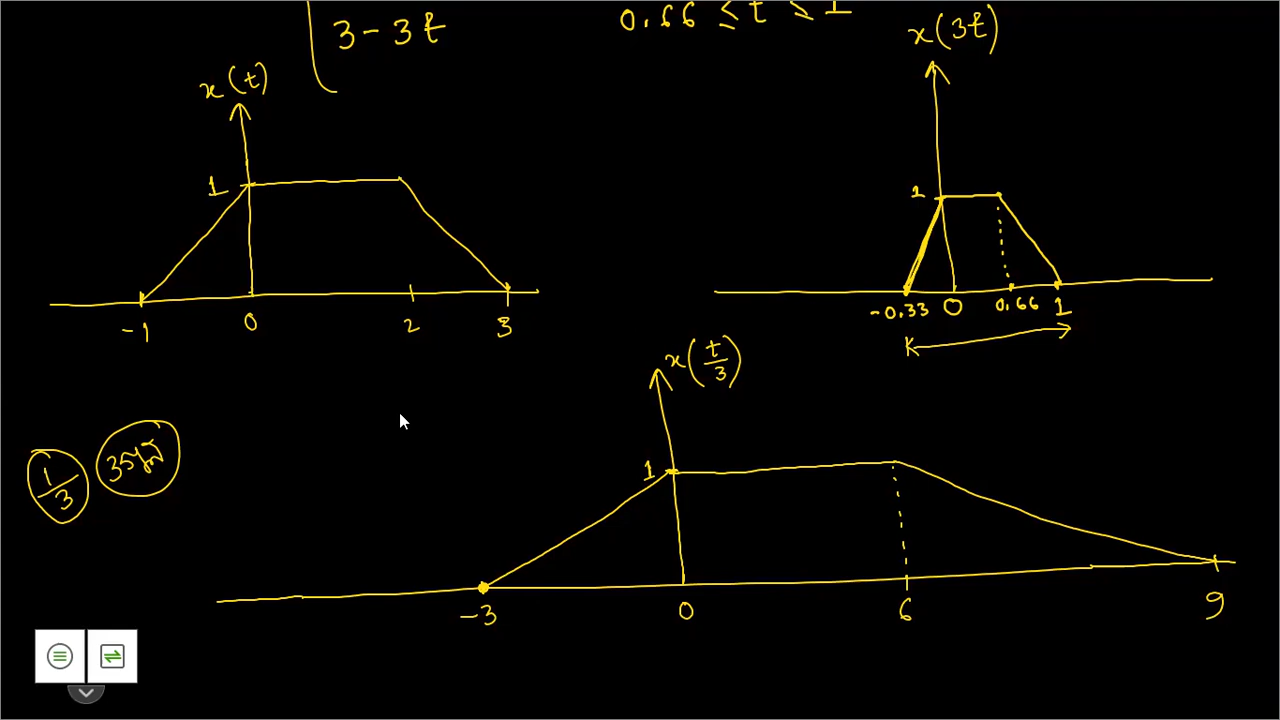 3 - 3t
0.66 ≤ t ≤ 1
x(t)
1
-1 0 2 3
x(3t)
1
-0.33 0 0.66 1
x(t/3)
1
-3 0 6 9
1/3